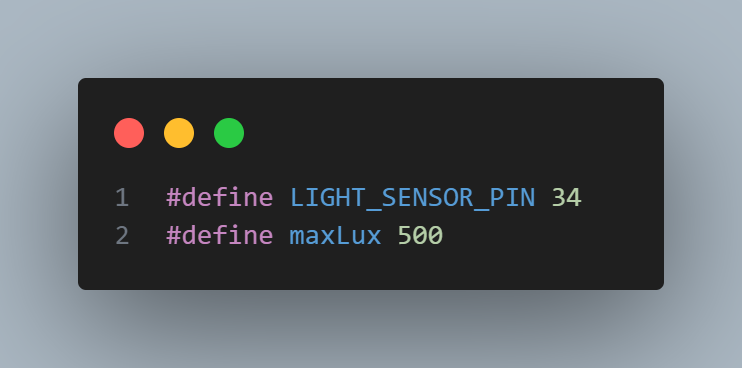 1 #define LIGHT_SENSOR_PIN 34
2 #define maxLux 500